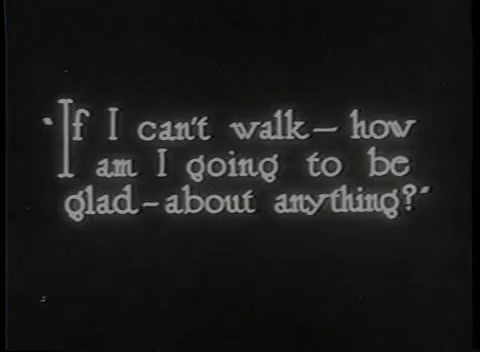 "If I can't walk — how
am I going to be
glad — about anything?"